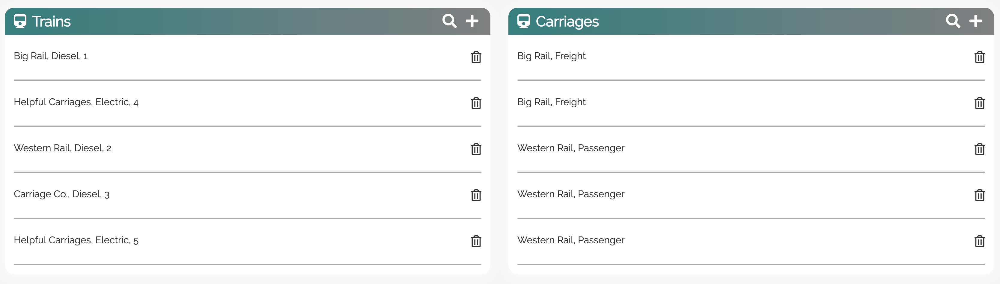 Trains
Big Rail, Diesel, 1
Helpful Carriages, Electric, 4
Western Rail, Diesel, 2
Carriage Co., Diesel, 3
Helpful Carriages, Electric, 5
Carriages
Big Rail, Freight
Big Rail, Freight
Western Rail, Passenger
Western Rail, Passenger
Western Rail, Passenger